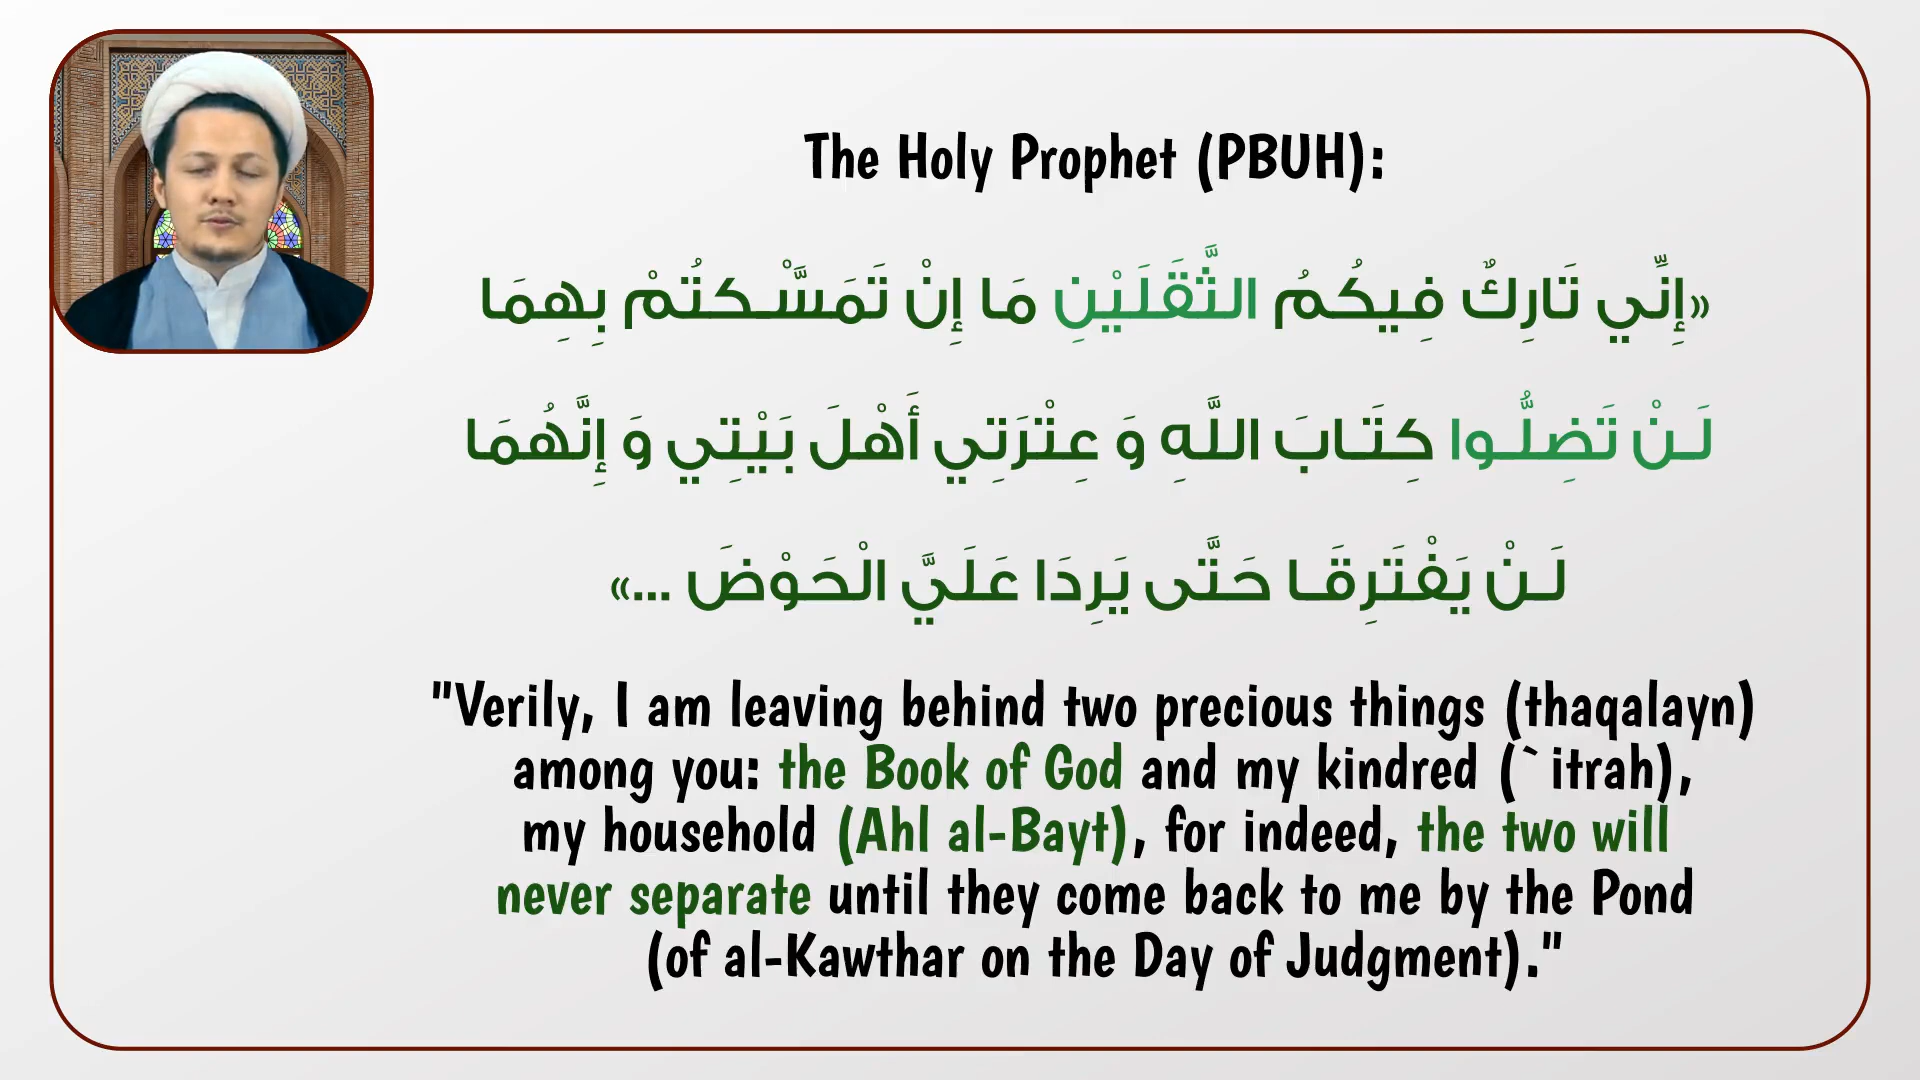 The Holy Prophet (PBUH):
«إِنِّي تَارِكٌ فِيكُمُ الثَّقَلَيْنِ مَا إِنْ تَمَسَّكتُمْ بِهِمَا
لَنْ تَضِلُّوا كِتَابَ اللَّهِ وَ عِتْرَتِي أَهْلَ بَيْتِي وَ إِنَّهُمَا
لَنْ يَفْتَرِقَا حَتَّى يَرِدَا عَلَيَّ الْحَوْضَ ...»
"Verily, I am leaving behind two precious things (thaqalayn)
among you: the Book of God and my kindred (`itrah),
my household (Ahl al-Bayt), for indeed, the two will
never separate until they come back to me by the Pond
(of al-Kawthar on the Day of Judgment)."